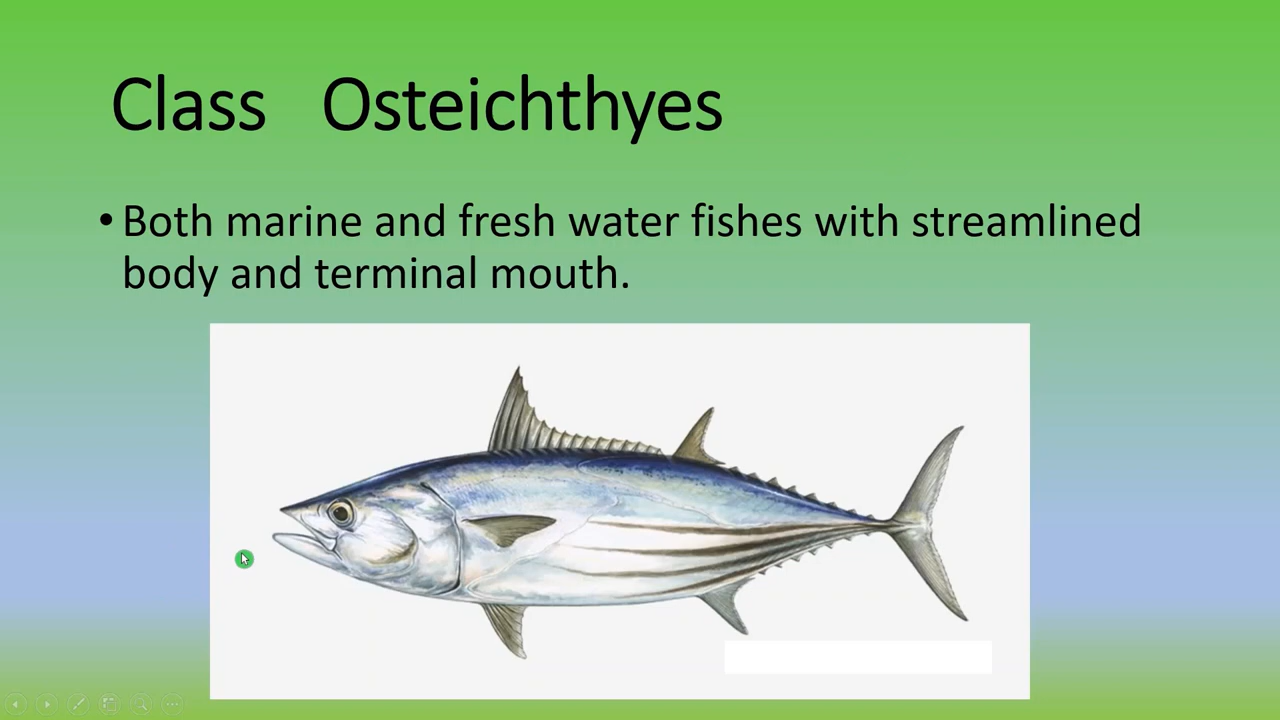 Class Osteichthyes
• Both marine and fresh water fishes with streamlined
body and terminal mouth.